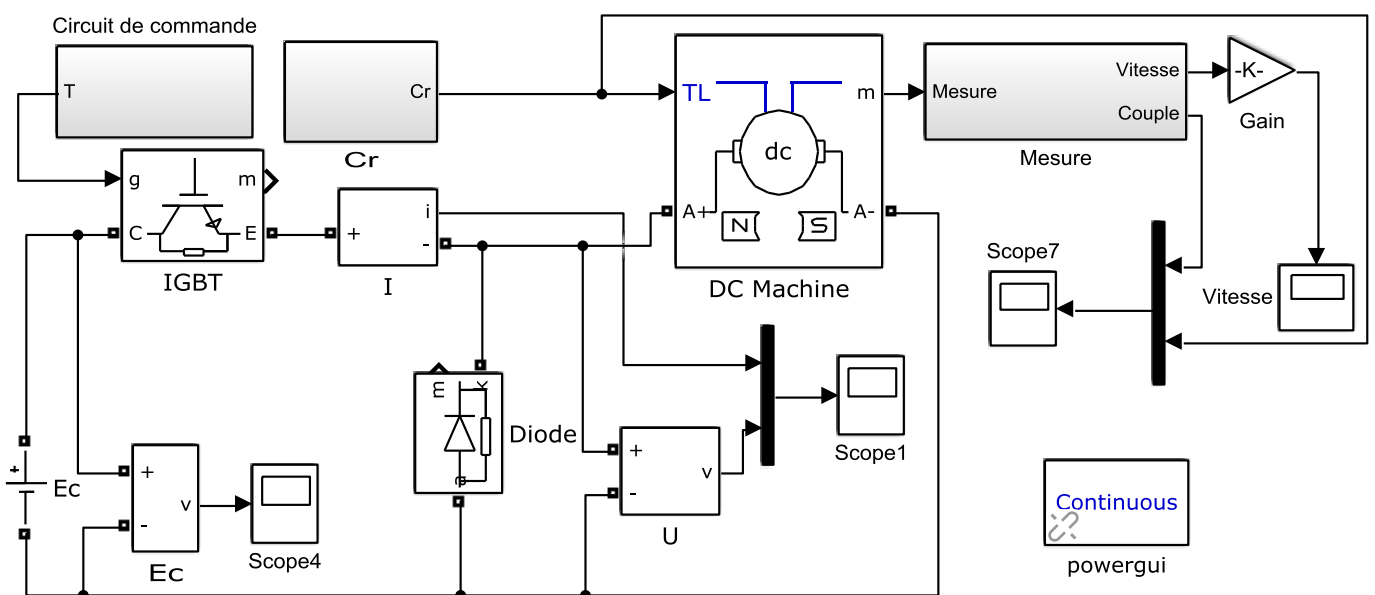 Circuit de commande
T
Cr
Cr
TL
m
dc
A+
A-
N
S
DC Machine
Mesure
Vitesse
Couple
Mesure
-K-
Gain
g
m
C
E
IGBT
+
i
-
I
Scope7
Vitesse
m
k
a
Diode
Scope1
+
-
v
U
+
Ec
+
-
v
Ec
Scope4
Continuous
powergui